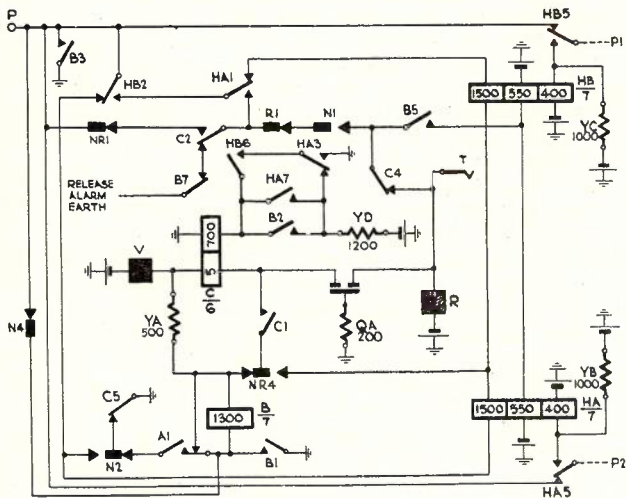 P
B3
HB5
P1
HB2
HA1
1500 550 400
HB
7
NR1
C2
R1
N1
B5
YC
1000
HB6
HA3
C4
T
B7
RELEASE
ALARM
EARTH
HA7
B2
YD
1200
700
V
5
C
6
R
N4
YA
500
C1
QA
200
YB
1000
C5
NR4
1500 550 400
HA
7
1300
B
7
N2
A1
B1
P2
HA5